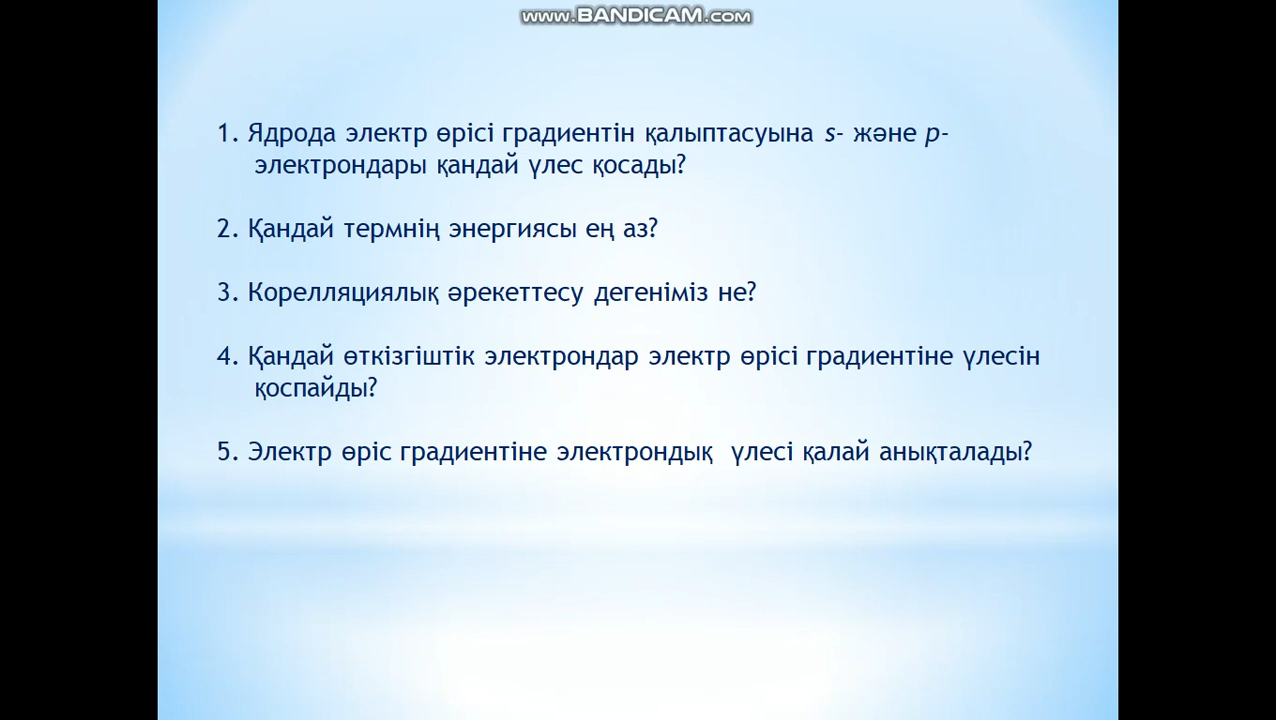 www.BANDICAM.com
1. Ядрода электр өрісі градиентін қалыптасуына s- және p-
электрондары қандай үлес қосады?
2. Қандай термнің энергиясы ең аз?
3. Корелляциялық әрекеттесу дегеніміз не?
4. Қандай өткізгіштік электрондар электр өрісі градиентіне үлесін
қоспайды?
5. Электр өріс градиентіне электрондық үлесі қалай анықталады?